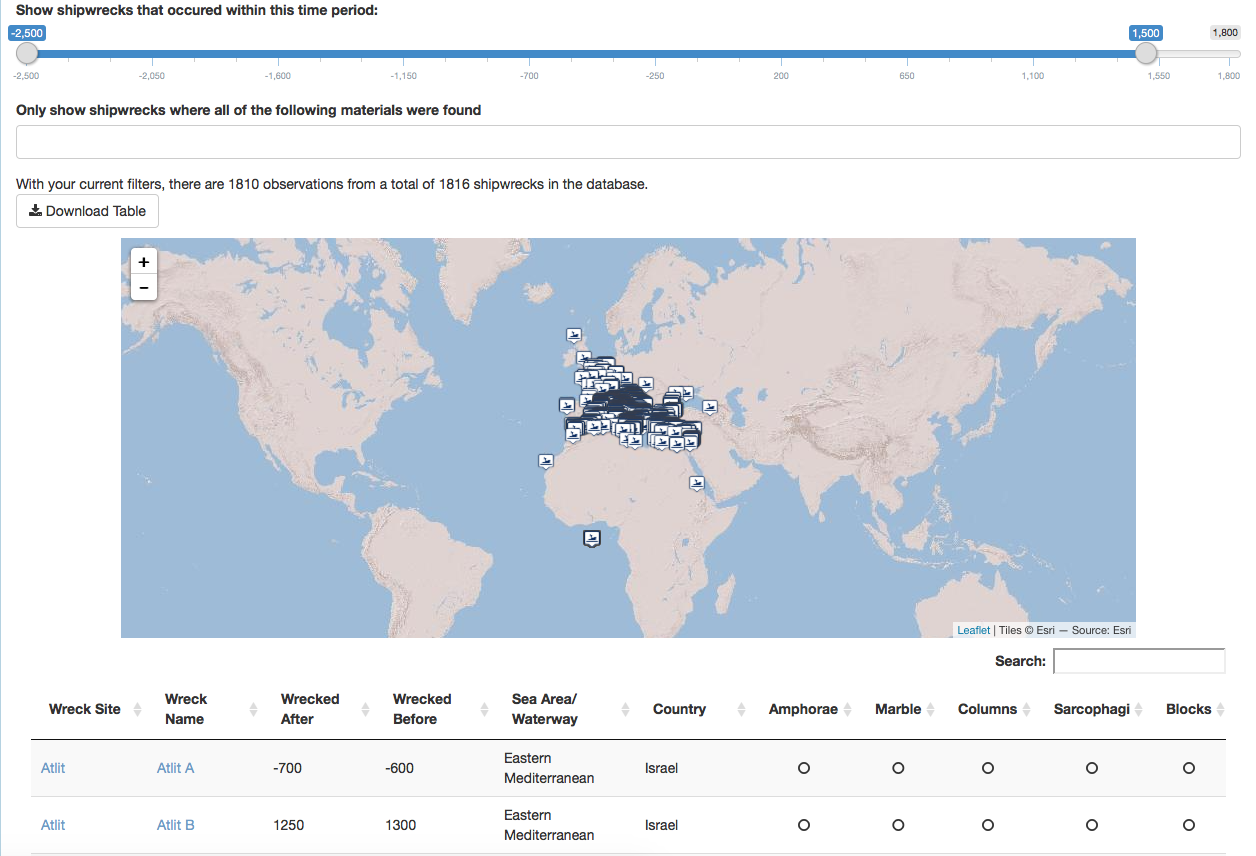 Show shipwrecks that occured within this time period:
-2,500 1,500 1,800
-2,500 -2,050 -1,600 -1,150 -700 -250 200 650 1,100 1,550 1,800
Only show shipwrecks where all of the following materials were found
With your current filters, there are 1810 observations from a total of 1816 shipwrecks in the database.
Download Table
+
−
Leaflet | Tiles © Esri — Source: Esri
Search:
Wreck Site Wreck Name Wrecked After Wrecked Before Sea Area/ Waterway Country Amphorae Marble Columns Sarcophagi Blocks
Atlit Atlit A -700 -600 Eastern Mediterranean Israel
Atlit Atlit B 1250 1300 Eastern Mediterranean Israel